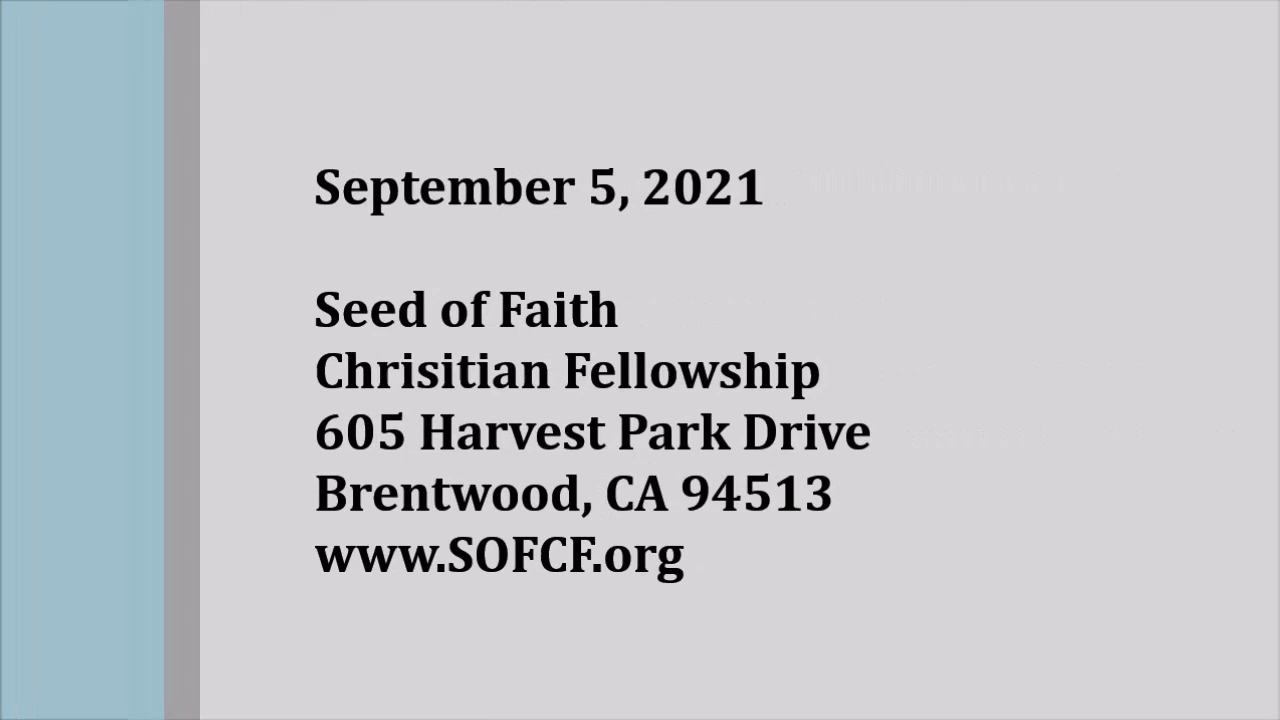 September 5, 2021
Seed of Faith
Chrisitian Fellowship
605 Harvest Park Drive
Brentwood, CA 94513
www.SOFCF.org